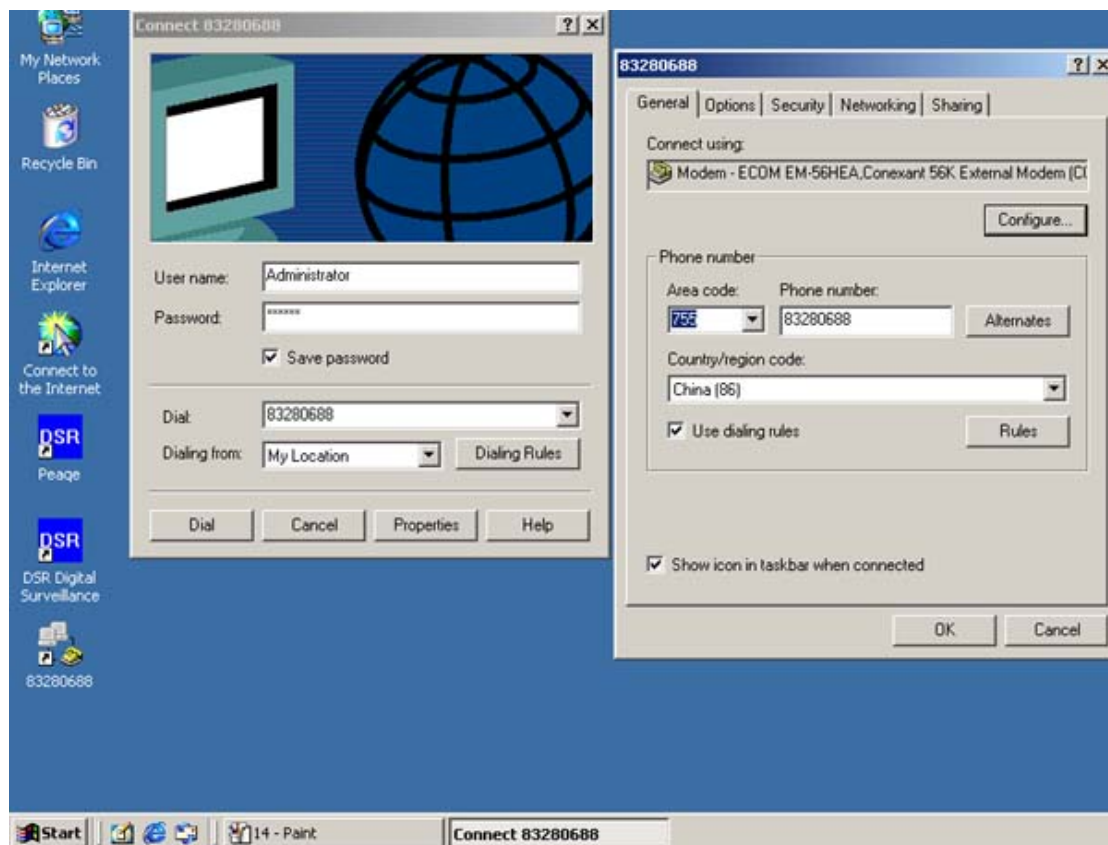 My Network
Places
Recycle Bin
Internet
Explorer
Connect to
the Internet
DSR
Peaqe
DSR
DSR Digital
Surveillance
83280688
Connect 83280688
User name:
Administrator
Password:
******
Save password
Dial:
83280688
Dialing from:
My Location
Dialing Rules
Dial
Cancel
Properties
Help
83280688
General
Options
Security
Networking
Sharing
Connect using:
Modem - ECOM EM-56HEA,Conexant 56K External Modem (CO
Configure...
Phone number
Area code:
Phone number:
755
83280688
Alternates
Country/region code:
China (86)
Use dialing rules
Rules
Show icon in taskbar when connected
OK
Cancel
Start
14 - Paint
Connect 83280688